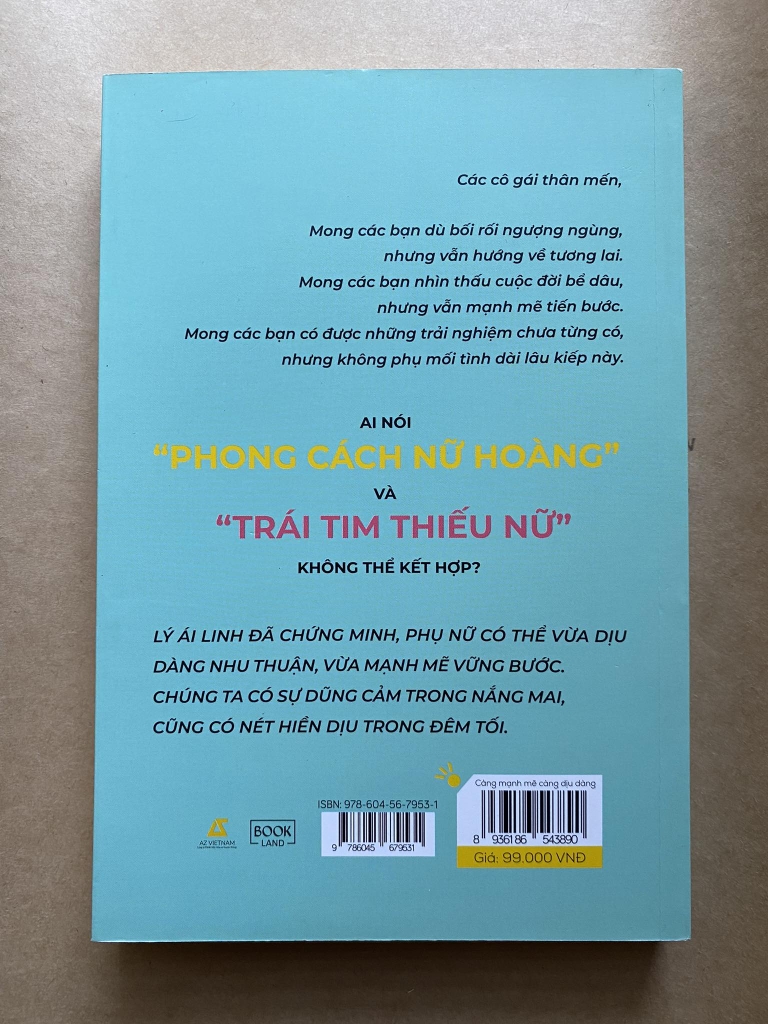 Các cô gái thân mến,
Mong các bạn dù bối rối ngượng ngùng,
nhưng vẫn hướng về tương lai.
Mong các bạn nhìn thấu cuộc đời bể dâu,
nhưng vẫn mạnh mẽ tiến bước.
Mong các bạn có được những trải nghiệm chưa từng có,
nhưng không phụ mối tình dài lâu kiếp này.
AI NÓI
“PHONG CÁCH NỮ HOÀNG”
VÀ
“TRÁI TIM THIẾU NỮ”
KHÔNG THỂ KẾT HỢP?
LÝ ÁI LINH ĐÃ CHỨNG MINH, PHỤ NỮ CÓ THỂ VỪA DỊU
DÀNG NHU THUẬN, VỪA MẠNH MẼ VỮNG BƯỚC.
CHÚNG TA CÓ SỰ DŨNG CẢM TRONG NẮNG MAI,
CŨNG CÓ NÉT HIỀN DỊU TRONG ĐÊM TỐI.
AZ VIETNAM
BOOK
LAND
ISBN: 978-604-56-7953-1
9 786045 679531
Càng mạnh mẽ càng dịu dàng
8 936186 543890
Giá: 99.000 VNĐ